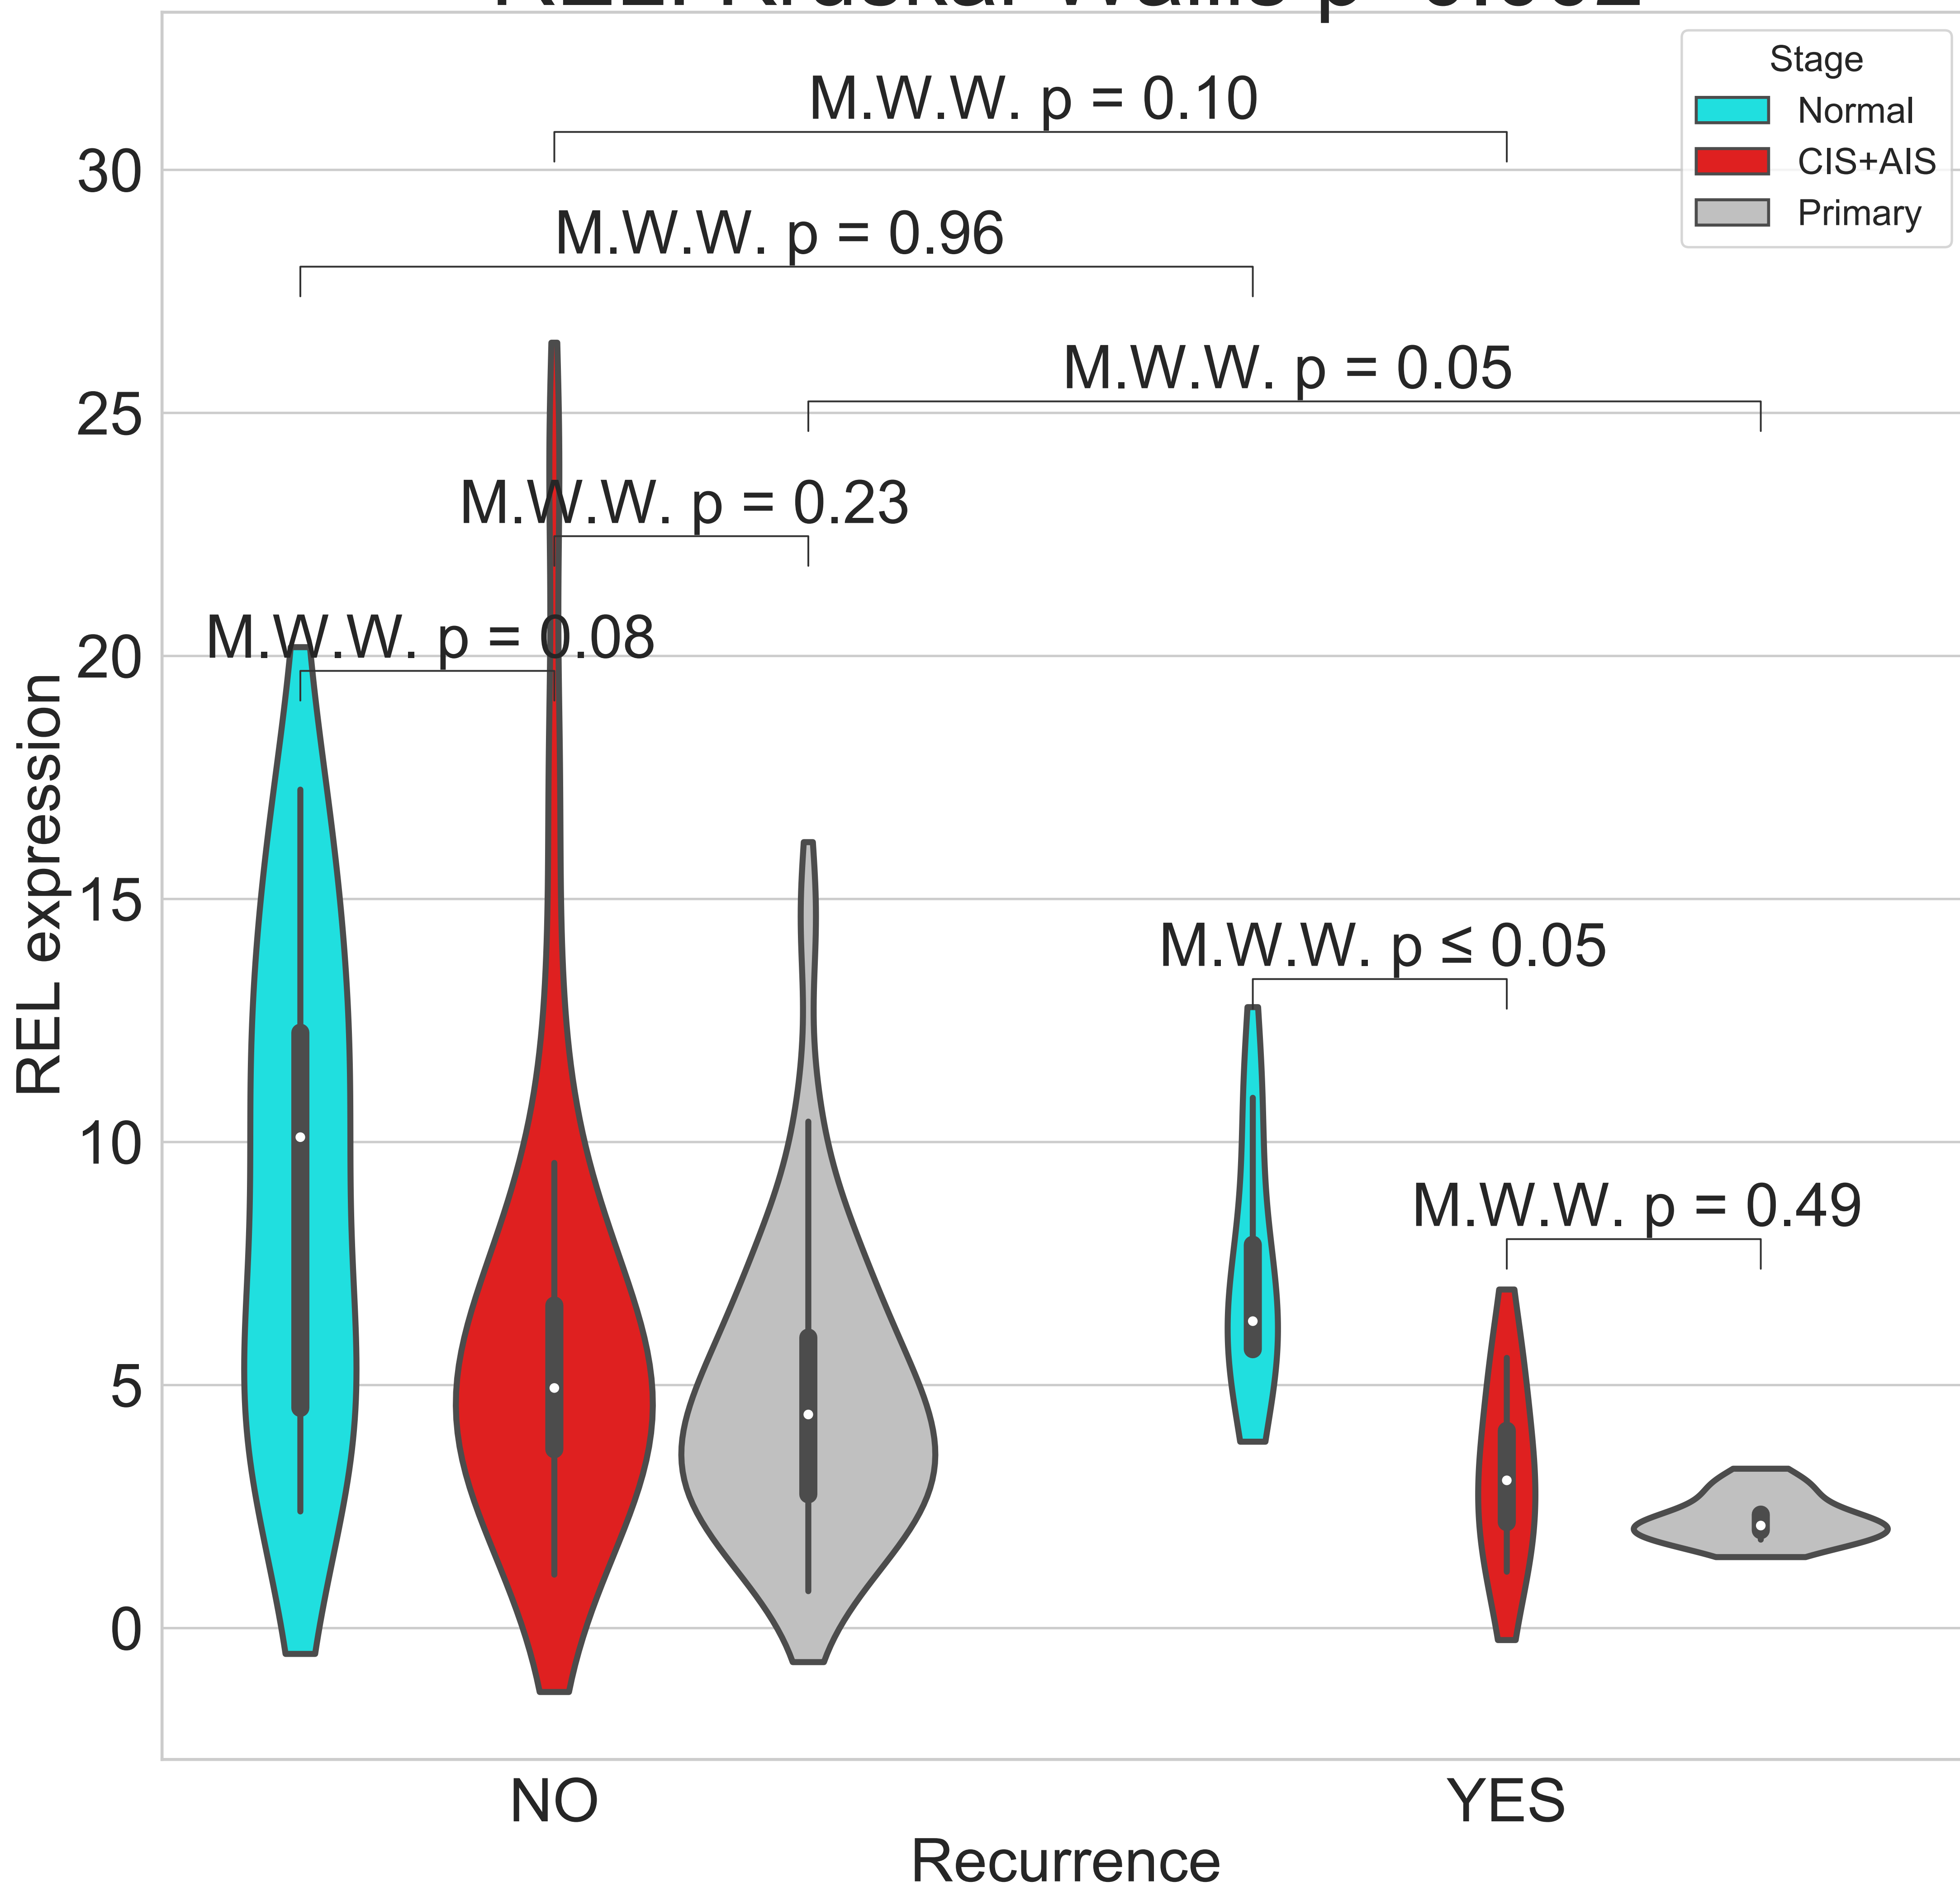 Stage
Normal
CIS+AIS
Primary
M.W.W. p = 0.10
M.W.W. p = 0.96
M.W.W. p = 0.05
M.W.W. p = 0.23
M.W.W. p = 0.08
M.W.W. p ≤ 0.05
M.W.W. p = 0.49
30
25
20
15
10
5
0
REL expression
NO
YES
Recurrence